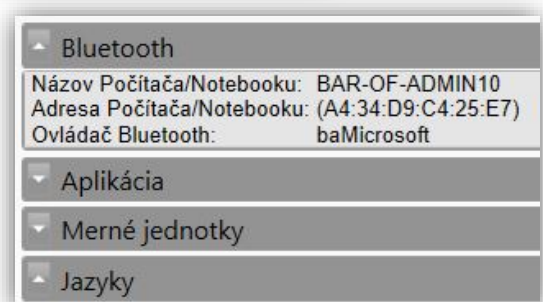 Bluetooth
Názov Počítača/Notebooku: BAR-OF-ADMIN10
Adresa Počítača/Notebooku: (A4:34:D9:C4:25:E7)
Ovládač Bluetooth: baMicrosoft
Aplikácia
Merné jednotky
Jazyky